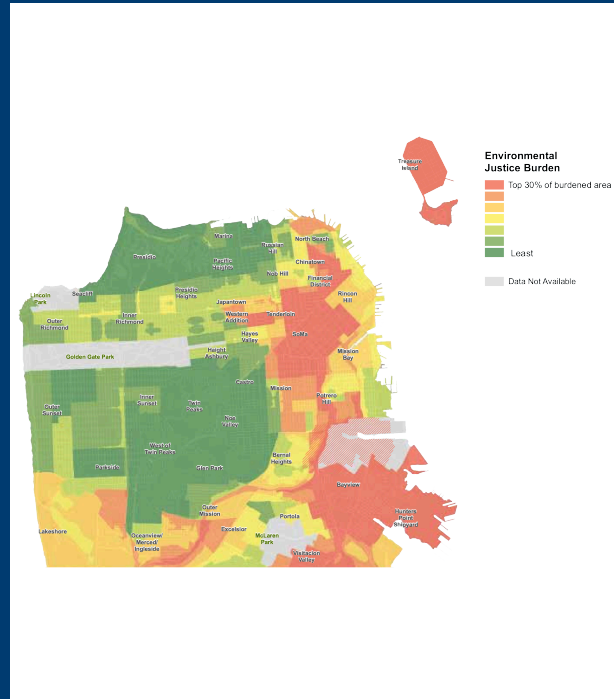 Environmental
Justice Burden
Top 30% of burdened area
Least
Data Not Available
Treasure
Island
Marina
Presidio
Russian
Hill
North Beach
Pacific
Heights
Chinatown
Nob Hill
Financial
District
Lincoln
Park
Seacliff
Presidio
Heights
Rincon
Hill
Japantown
Outer
Richmond
Inner
Richmond
Western
Addition
Tenderloin
Hayes
Valley
SoMa
Golden Gate Park
Haight
Ashbury
Mission
Bay
Castro
Mission
Outer
Sunset
Inner
Sunset
Twin
Peaks
Potrero
Hill
Noe
Valley
West of
Twin Peaks
Parkside
Glen Park
Bernal
Heights
Bayview
Outer
Mission
Hunters
Point
Shipyard
Lakeshore
Oceanview/
Merced/
Ingleside
Excelsior
Portola
McLaren
Park
Visitacion
Valley